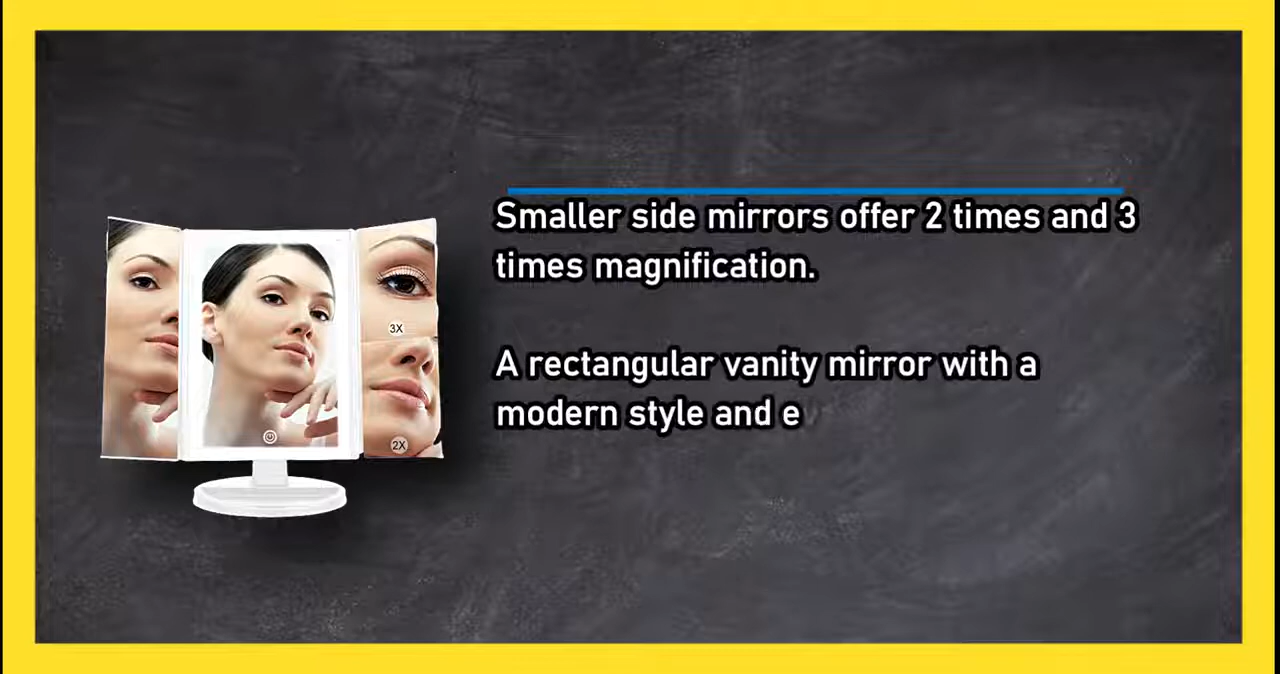 Smaller side mirrors offer 2 times and 3
times magnification.
A rectangular vanity mirror with a
modern style and e
3X
2X